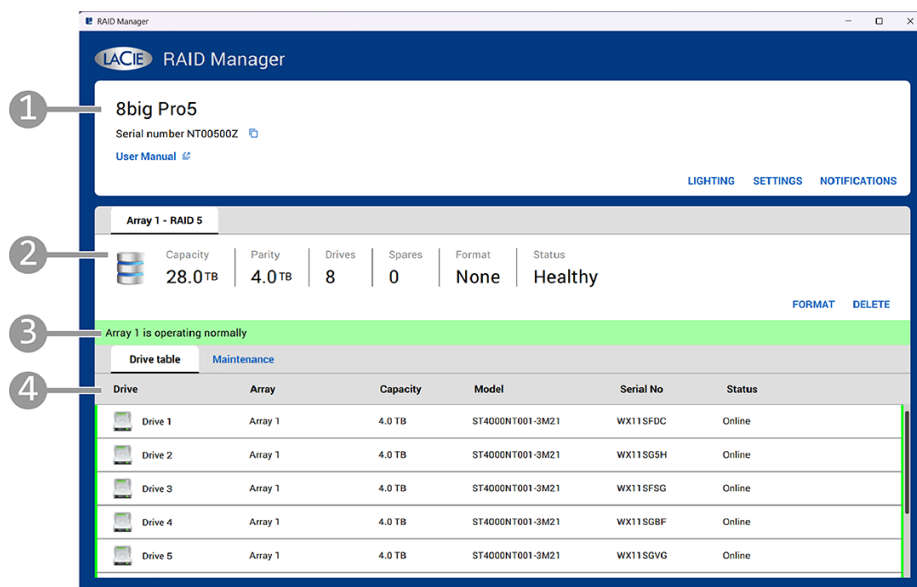 RAID Manager
LACIE RAID Manager
1
8big Pro5
Serial number NT00500Z
User Manual
LIGHTING SETTINGS NOTIFICATIONS
Array 1 - RAID 5
2
Capacity Parity Drives Spares Format Status
28.0 TB 4.0 TB 8 0 None Healthy
FORMAT DELETE
3
Array 1 is operating normally
Drive table Maintenance
4
Drive Array Capacity Model Serial No Status
Drive 1 Array 1 4.0 TB ST4000NT001-3M21 WX11SFDC Online
Drive 2 Array 1 4.0 TB ST4000NT001-3M21 WX11SG5H Online
Drive 3 Array 1 4.0 TB ST4000NT001-3M21 WX11SFSG Online
Drive 4 Array 1 4.0 TB ST4000NT001-3M21 WX11SGBF Online
Drive 5 Array 1 4.0 TB ST4000NT001-3M21 WX11SGVG Online